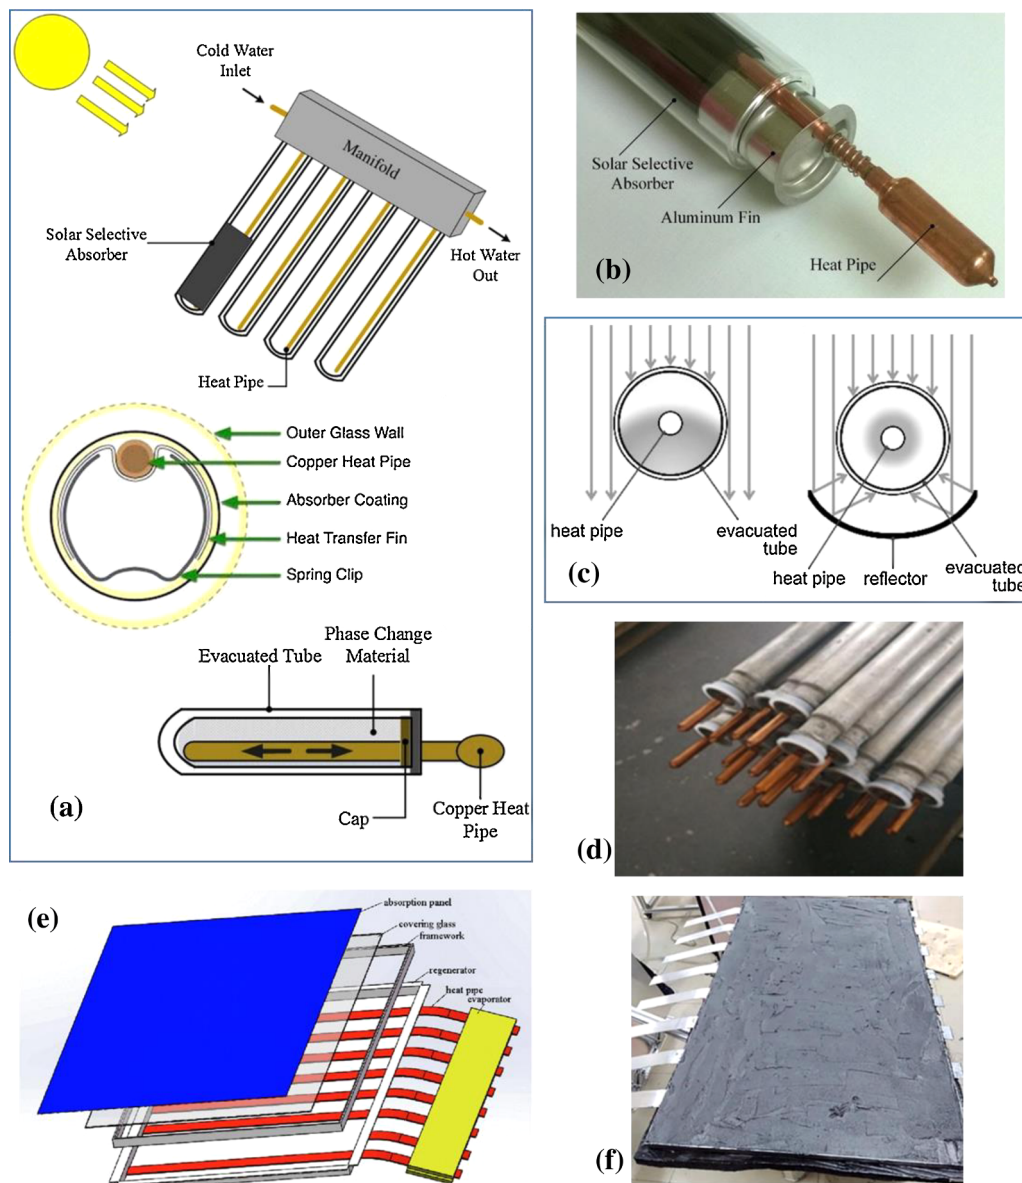 Cold Water
Inlet
Manifold
Solar Selective
Absorber
Hot Water
Out
Heat Pipe
Outer Glass Wall
Copper Heat Pipe
Absorber Coating
Heat Transfer Fin
Spring Clip
Phase Change
Material
Evacuated Tube
(a)
Cap
Copper Heat
Pipe
Solar Selective
Absorber
Aluminum Fin
(b)
Heat Pipe
heat pipe
evacuated
tube
(c)
heat pipe
reflector
evacuated
tube
(d)
(e)
absorption panel
covering glass
framework
regenerator
heat pipe
evaporator
(f)